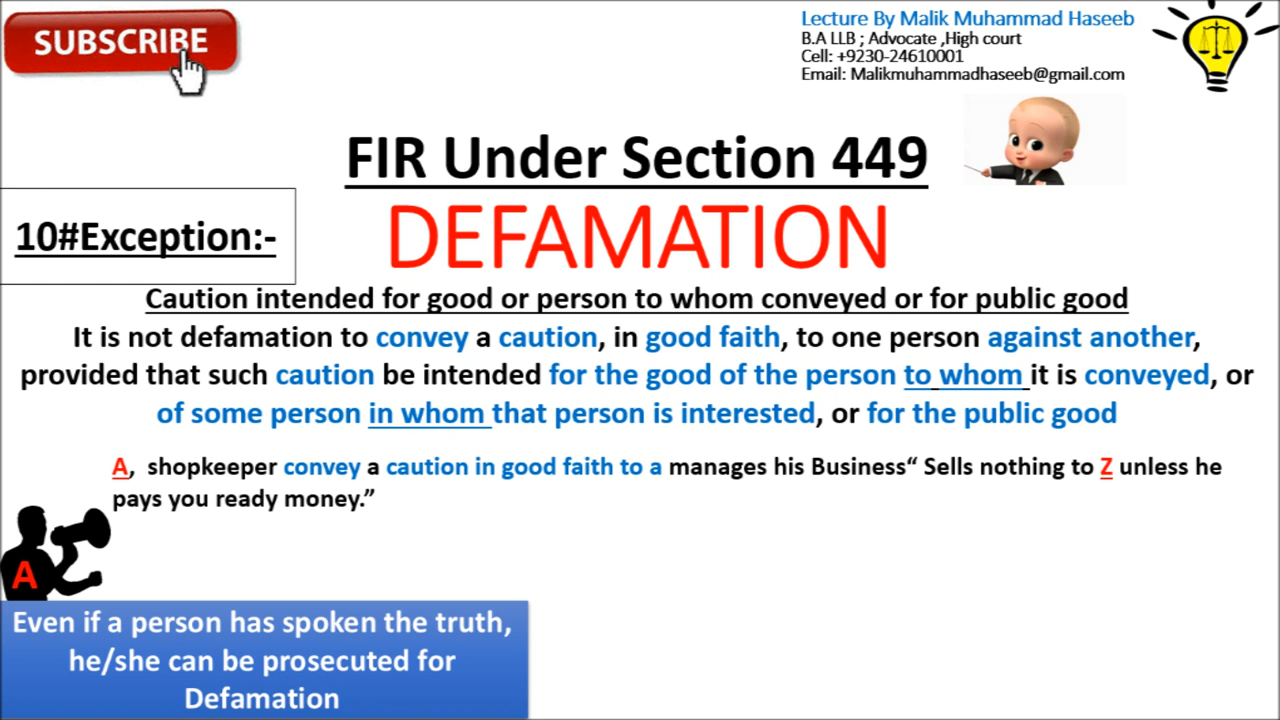 SUBSCRIBE
Lecture By Malik Muhammad Haseeb
B.A LLB ; Advocate ,High court
Cell: +9230-24610001
Email: Malikmuhammadhaseeb@gmail.com
FIR Under Section 449
10#Exception:-
DEFAMATION
Caution intended for good or person to whom conveyed or for public good
It is not defamation to convey a caution, in good faith, to one person against another,
provided that such caution be intended for the good of the person to whom it is conveyed, or
of some person in whom that person is interested, or for the public good
A, shopkeeper convey a caution in good faith to a manages his Business“ Sells nothing to Z unless he
pays you ready money.”
A
Even if a person has spoken the truth,
he/she can be prosecuted for
Defamation